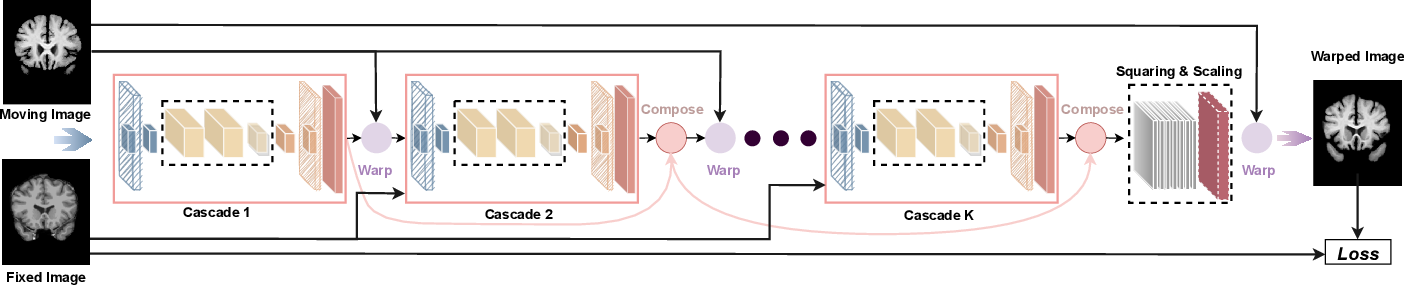 Moving Image
Fixed Image
Cascade 1
Warp
Cascade 2
Compose
Warp
Cascade K
Compose
Squaring & Scaling
Warp
Warped Image
Loss